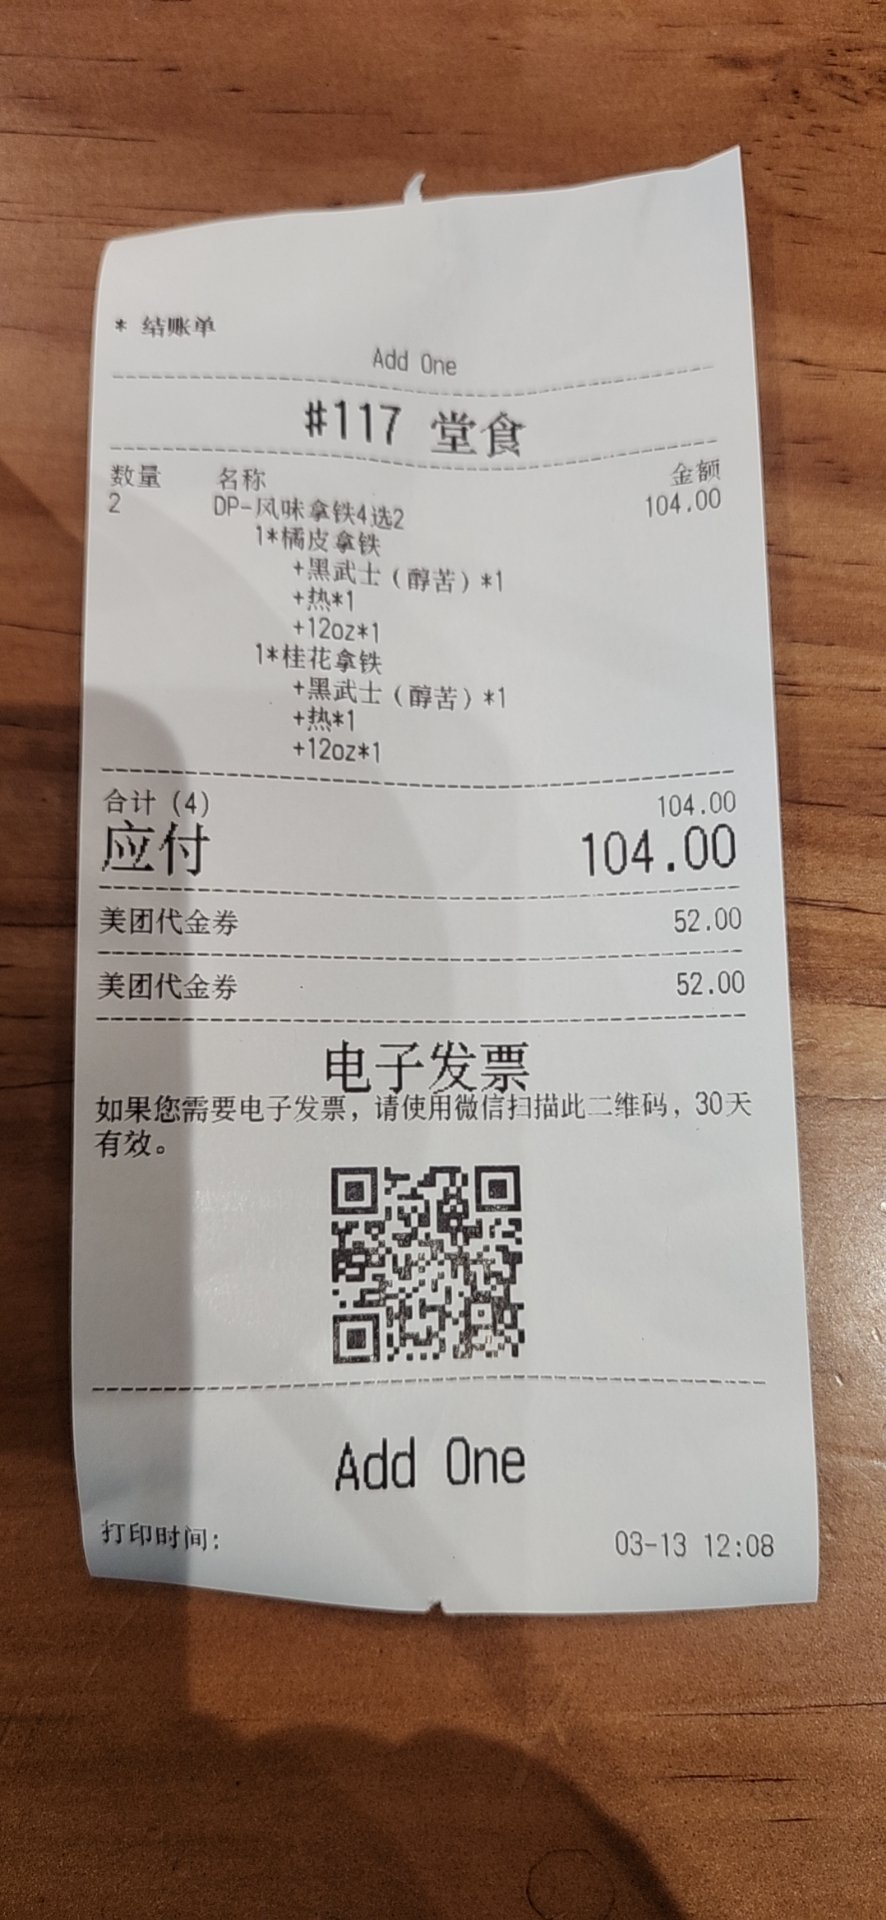 * 结账单
Add One
#117 堂食
数量 名称 金额
2 DP-风味拿铁4选2 104.00
1*橘皮拿铁
+黑武士（醇苦）*1
+热*1
+12oz*1
1*桂花拿铁
+黑武士（醇苦）*1
+热*1
+12oz*1
合计 (4) 104.00
应付 104.00
美团代金券 52.00
美团代金券 52.00
电子发票
如果您需要电子发票，请使用微信扫描此二维码，30天
有效。
Add One
打印时间: 03-13 12:08